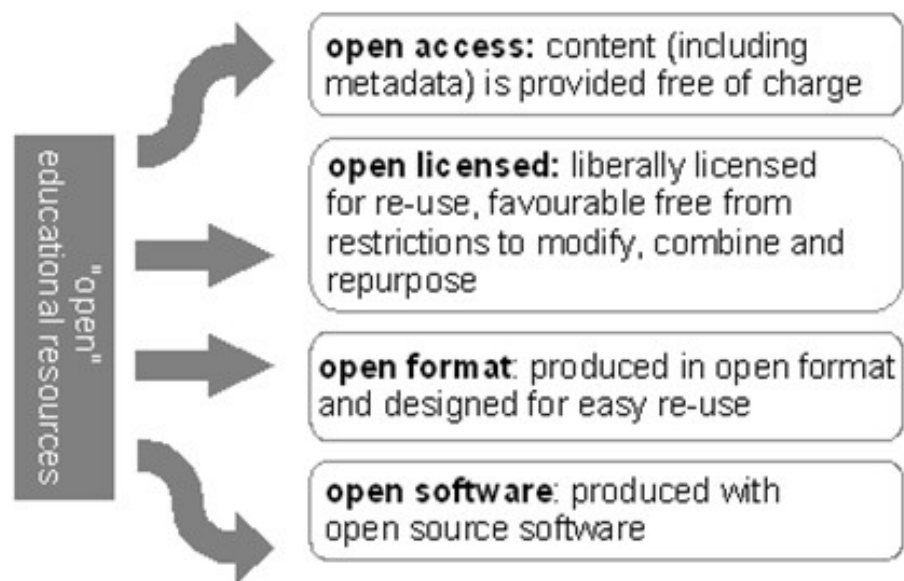 "open"
educational resources
open access: content (including
metadata) is provided free of charge
open licensed: liberally licensed
for re-use, favourable free from
restrictions to modify, combine and
repurpose
open format: produced in open format
and designed for easy re-use
open software: produced with
open source software